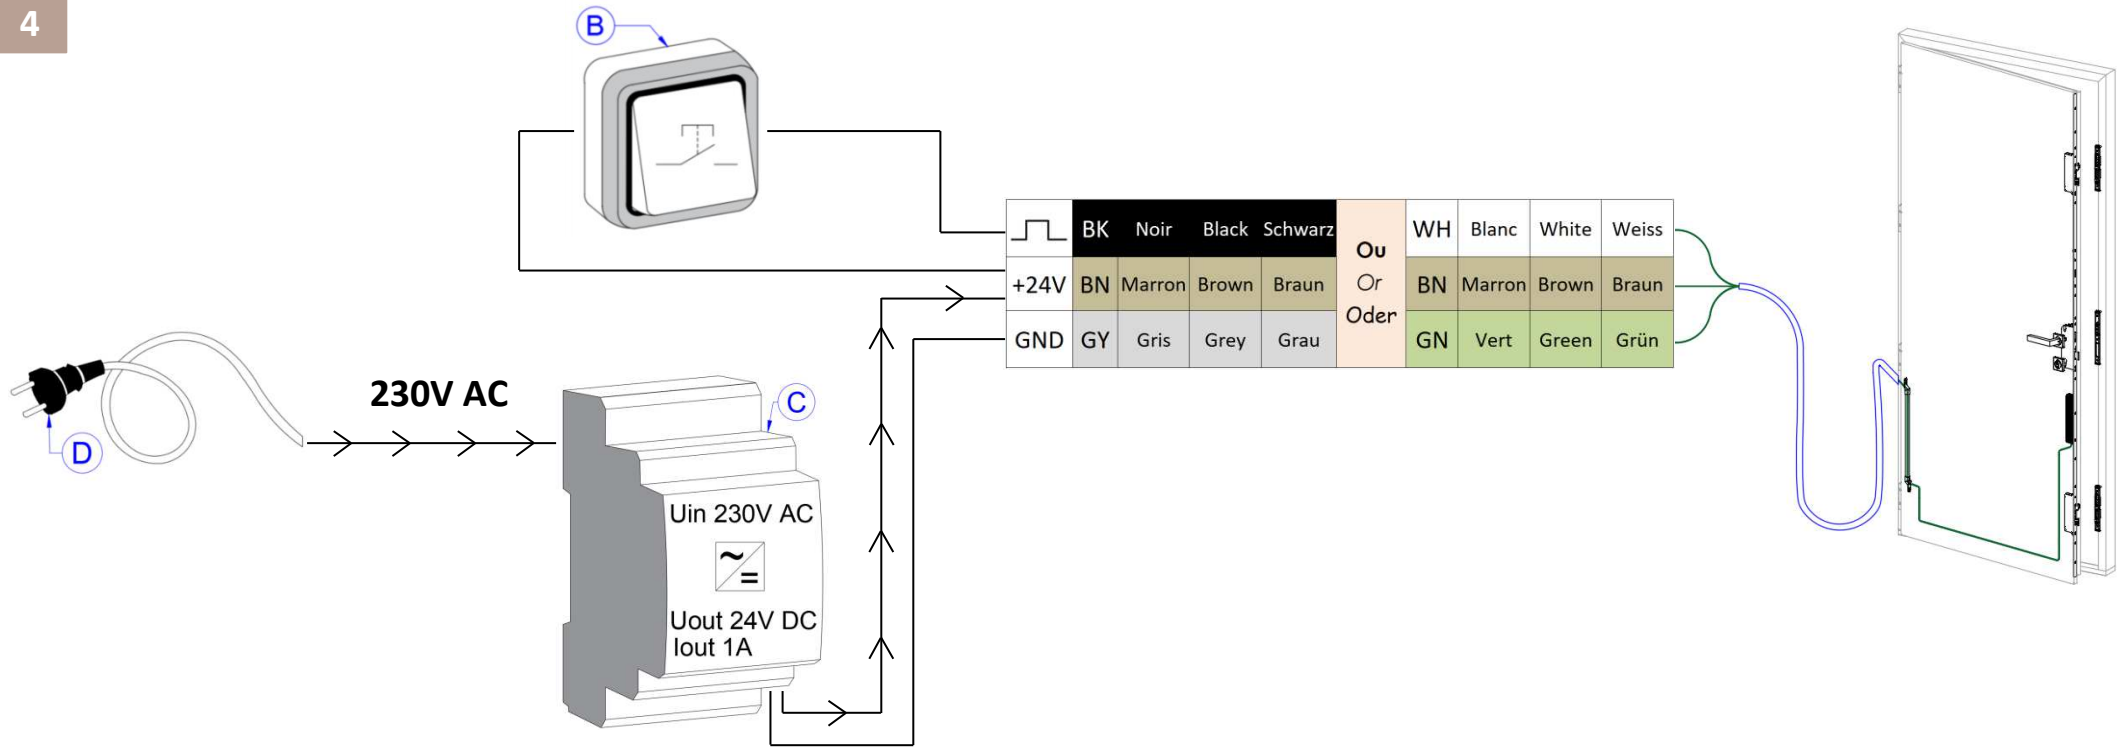 4
B
BK Noir Black Schwarz
WH Blanc White Weiss
+24V BN Marron Brown Braun
BN Marron Brown Braun
GND GY Gris Grey Grau
GN Vert Green Grün
Ou
Or
Oder
230V AC
C
D
Uin 230V AC
~
=
Uout 24V DC
Iout 1A